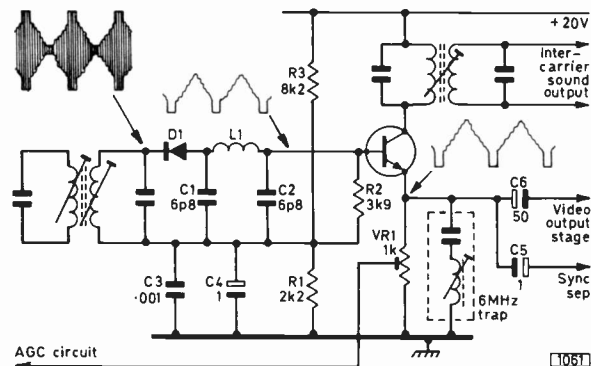 +20V
Inter-
carrier
sound
output
R3
8k2
D1
L1
C1
6p8
C2
6p8
R2
3k9
C6
50
Video
output
stage
VR1
1k
C5
1
Sync
sep
C3
·001
C4
1
R1
2k2
6MHz
trap
AGC circuit
1061